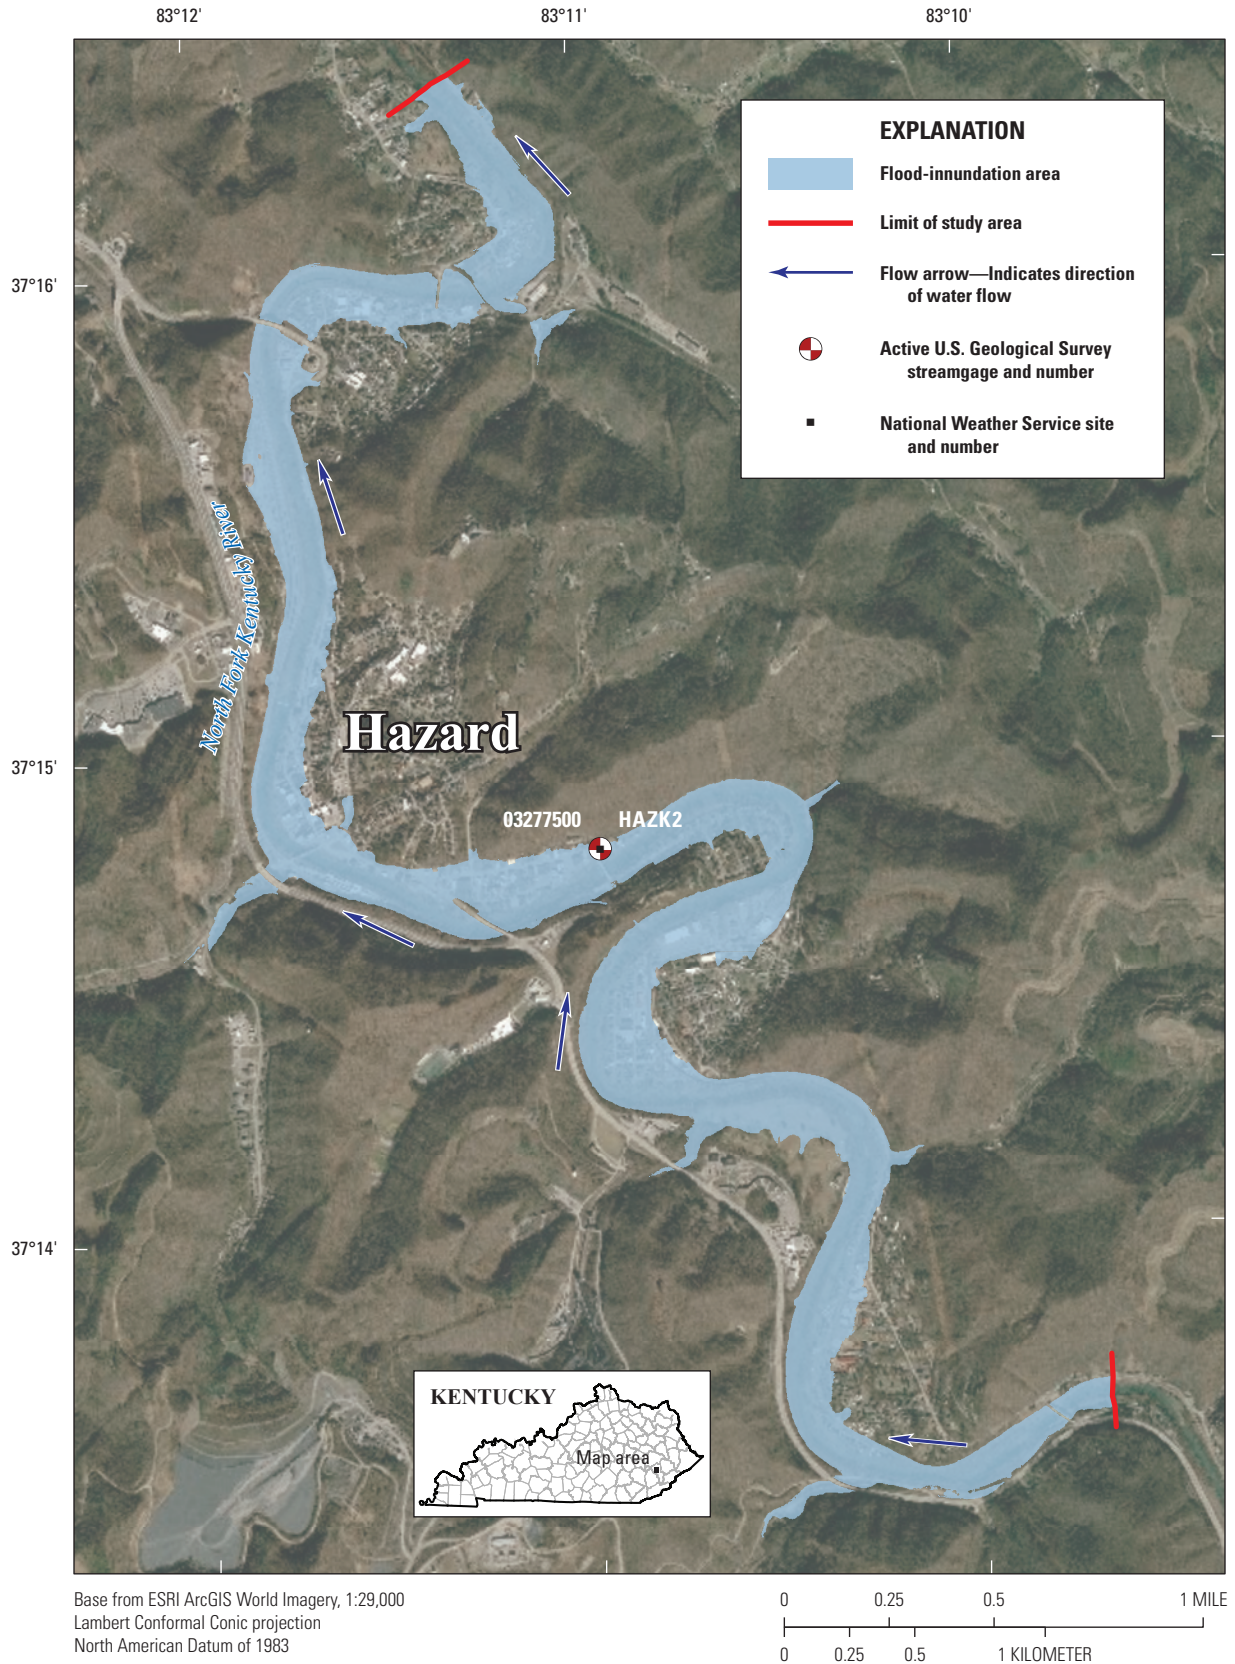 83°12'
83°11'
83°10'
EXPLANATION
Flood-innundation area
Limit of study area
Flow arrow—Indicates direction
of water flow
Active U.S. Geological Survey
streamgage and number
National Weather Service site
and number
37°16'
North Fork Kentucky River
Hazard
37°15'
03277500
HAZK2
37°14'
KENTUCKY
Map area
Base from ESRI ArcGIS World Imagery, 1:29,000
Lambert Conformal Conic projection
North American Datum of 1983
0 0.25 0.5 1 MILE
0 0.25 0.5 1 KILOMETER